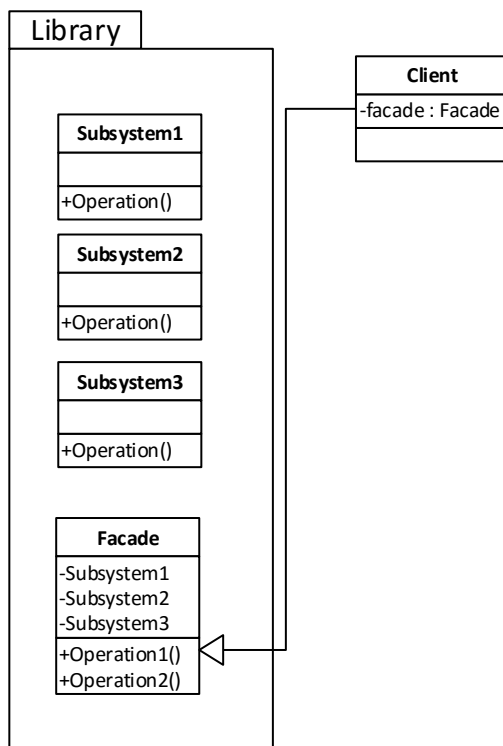 Library
Client
-facade : Facade
Subsystem1
+Operation()
Subsystem2
+Operation()
Subsystem3
+Operation()
Facade
-Subsystem1
-Subsystem2
-Subsystem3
+Operation1()
+Operation2()